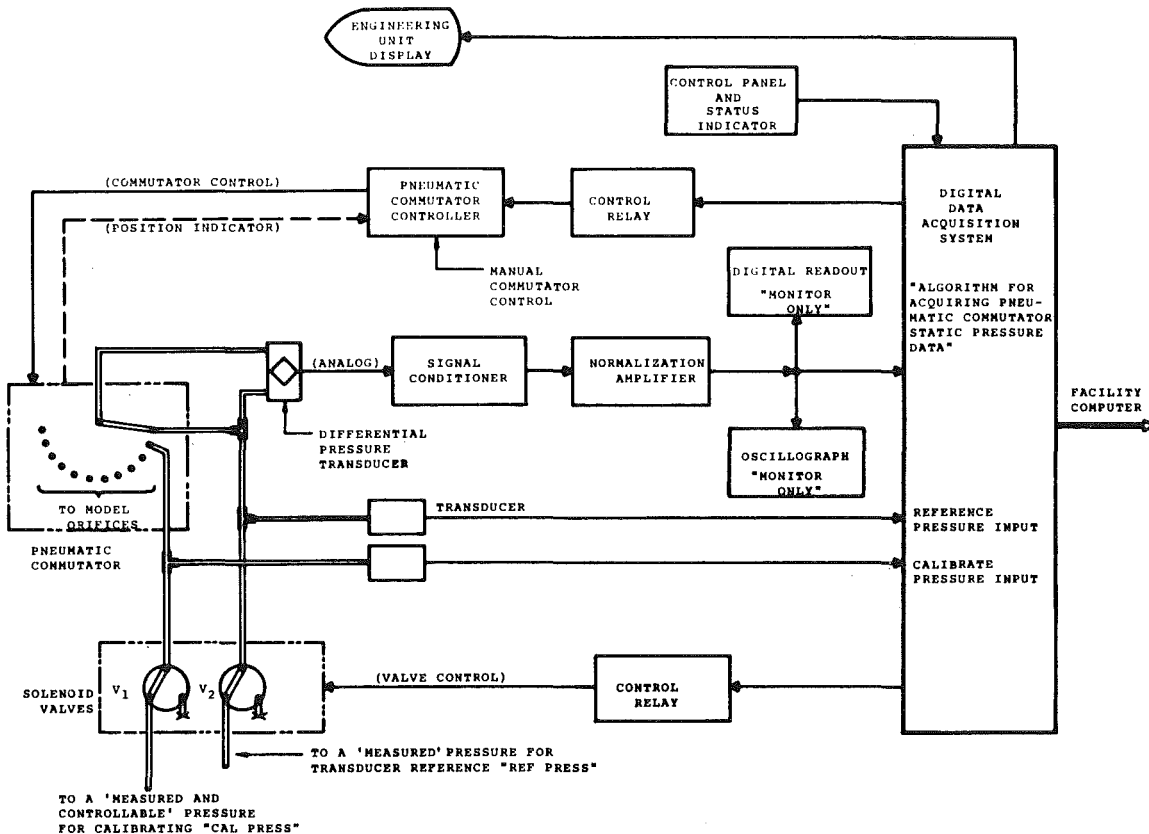 ENGINEERING
UNIT
DISPLAY
CONTROL PANEL
AND
STATUS
INDICATOR
(COMMUTATOR CONTROL)
PNEUMATIC
COMMUTATOR
CONTROLLER
CONTROL
RELAY
DIGITAL
DATA
ACQUISITION
SYSTEM
(POSITION INDICATOR)
MANUAL
COMMUTATOR
CONTROL
DIGITAL READOUT
"MONITOR
ONLY"
"ALGORITHM FOR
ACQUIRING PNEU-
MATIC COMMUTATOR
STATIC PRESSURE
DATA"
(ANALOG)
SIGNAL
CONDITIONER
NORMALIZATION
AMPLIFIER
FACILITY
COMPUTER
DIFFERENTIAL
PRESSURE
TRANSDUCER
OSCILLOGRAPH
"MONITOR
ONLY"
TO MODEL
ORIFICES
TRANSDUCER
REFERENCE
PRESSURE INPUT
PNEUMATIC
COMMUTATOR
CALIBRATE
PRESSURE INPUT
SOLENOID
VALVES
V1
V2
(VALVE CONTROL)
CONTROL
RELAY
TO A 'MEASURED' PRESSURE FOR
TRANSDUCER REFERENCE "REF PRESS"
TO A 'MEASURED AND
CONTROLLABLE' PRESSURE
FOR CALIBRATING "CAL PRESS"